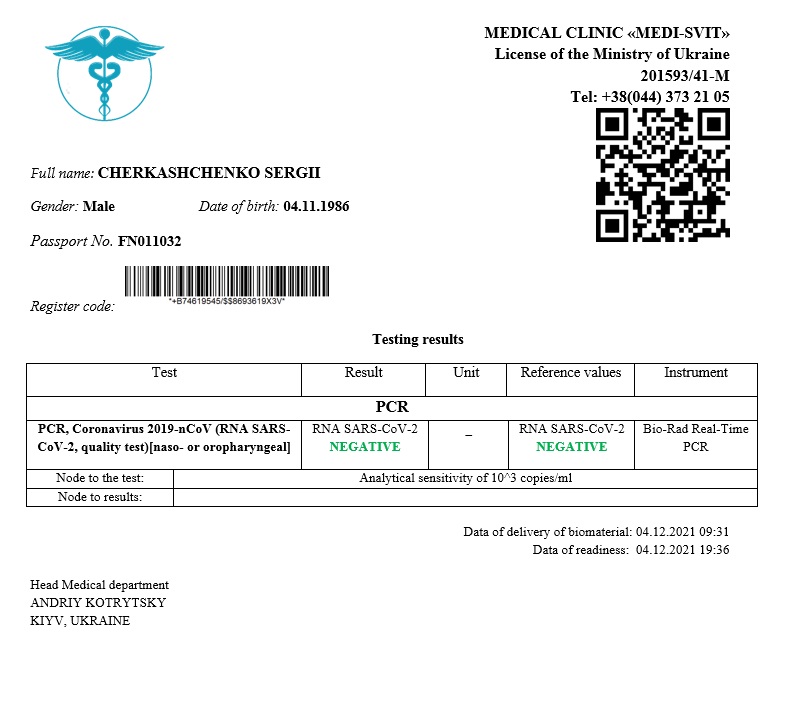 MEDICAL CLINIC «MEDI-SVIT»
License of the Ministry of Ukraine
201593/41-M
Tel: +38(044) 373 21 05
Full name: CHERKASHCHENKO SERGII
Gender: Male Date of birth: 04.11.1986
Passport No. FN011032
*+B74619545/$$8693619X3V*
Register code:
Testing results
Test Result Unit Reference values Instrument
PCR
PCR, Coronavirus 2019-nCoV (RNA SARS- RNA SARS-CoV-2 – RNA SARS-CoV-2 Bio-Rad Real-Time
CoV-2, quality test)[naso- or oropharyngeal] NEGATIVE NEGATIVE PCR
Node to the test: Analytical sensitivity of 10^3 copies/ml
Node to results:
Data of delivery of biomaterial: 04.12.2021 09:31
Data of readiness: 04.12.2021 19:36
Head Medical department
ANDRIY KOTRYTSKY
KIYV, UKRAINE